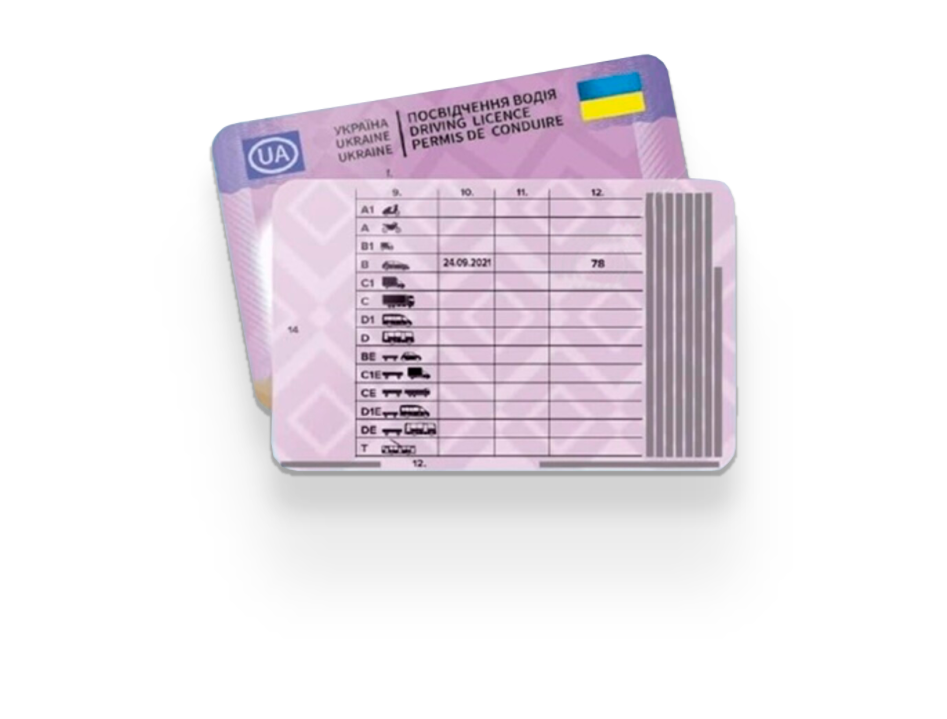 UA
УКРАЇНА
UKRAINE
UKRAINE
ПОСВІДЧЕННЯ ВОДІЯ
DRIVING LICENCE
PERMIS DE CONDUIRE
9. 10. 11. 12.
A1
A
B1
B 24.09.2021 78
C1
C
D1
D
BE
C1E
CE
D1E
DE
T
14
12.